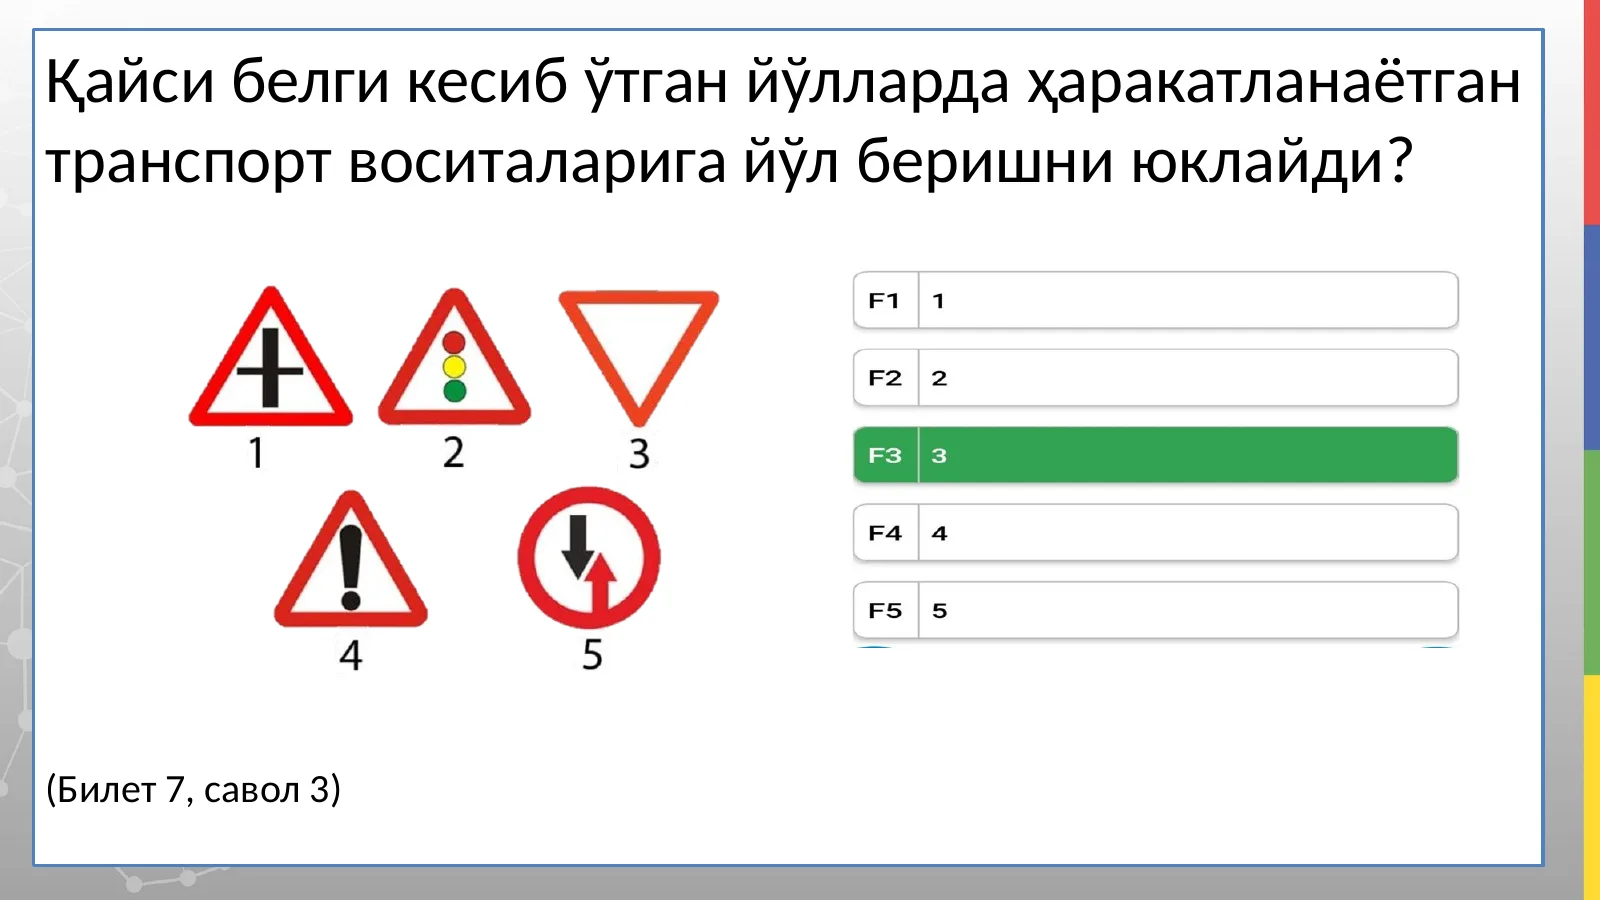 Қайси белги кесиб ўтган йўлларда ҳаракатланаётган
транспорт воситаларига йўл беришни юклайди?
1 2 3
4 5
F1 1
F2 2
F3 3
F4 4
F5 5
(Билет 7, савол 3)